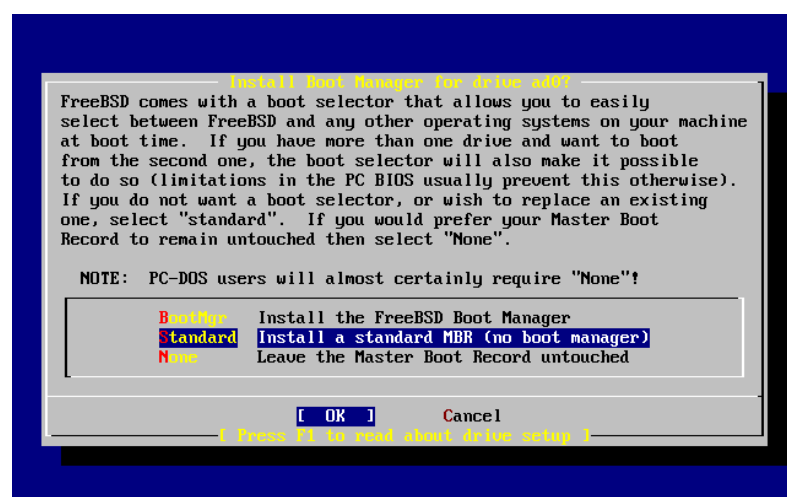 Install Boot Manager for drive ad0?
FreeBSD comes with a boot selector that allows you to easily
select between FreeBSD and any other operating systems on your machine
at boot time.  If you have more than one drive and want to boot
from the second one, the boot selector will also make it possible
to do so (limitations in the PC BIOS usually prevent this otherwise).
If you do not want a boot selector, or wish to replace an existing
one, select "standard".  If you would prefer your Master Boot
Record to remain untouched then select "None".
NOTE:  PC-DOS users will almost certainly require "None"!
BootMgr   Install the FreeBSD Boot Manager
Standard  Install a standard MBR (no boot manager)
None      Leave the Master Boot Record untouched
[  OK  ]     Cancel
[ Press F1 to read about drive setup ]